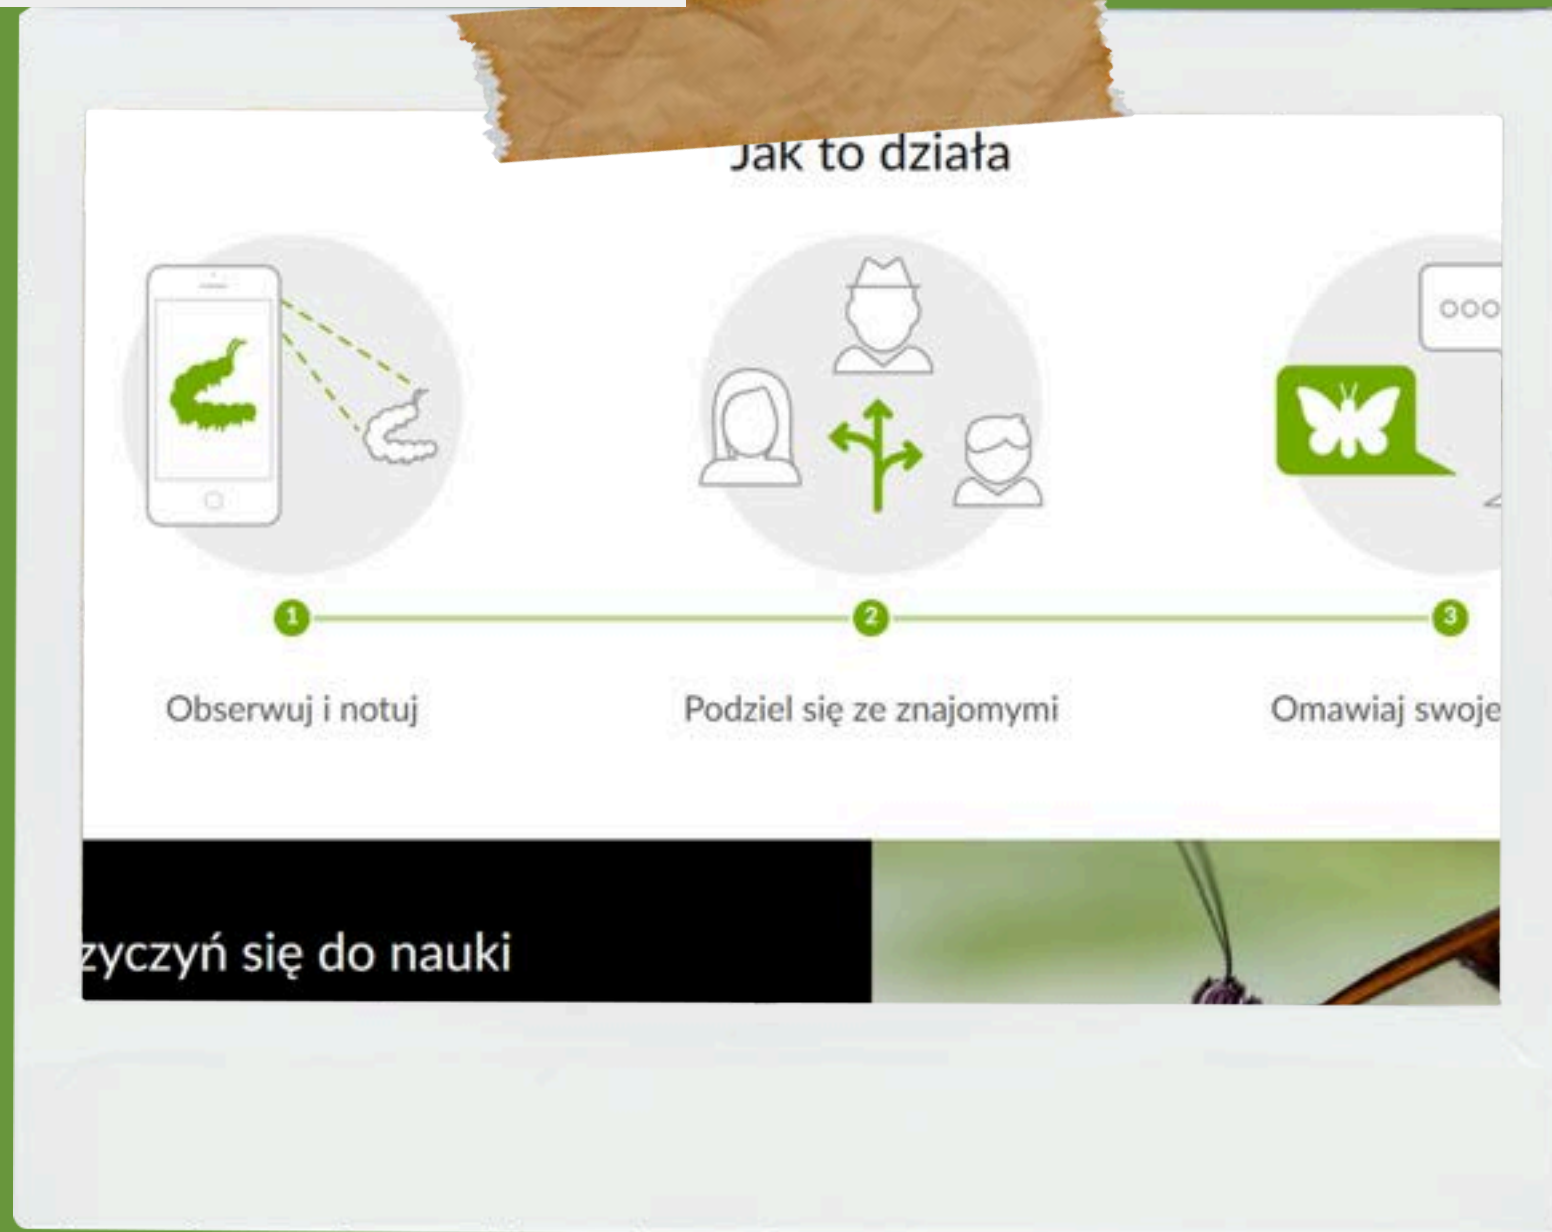 Jak to działa
1
2
3
Obserwuj i notuj
Podziel się ze znajomymi
Omawiaj swoje
zyczyń się do nauki